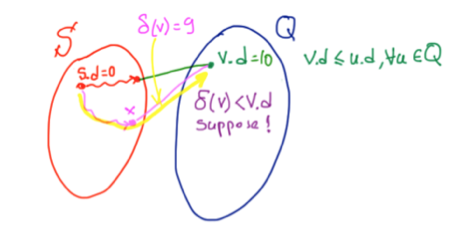 δ(v)=9
S
Q
s.d=0
v.d=10
v.d ≤ u.d, ∀u ∈ Q
x
δ(v) < v.d
suppose!